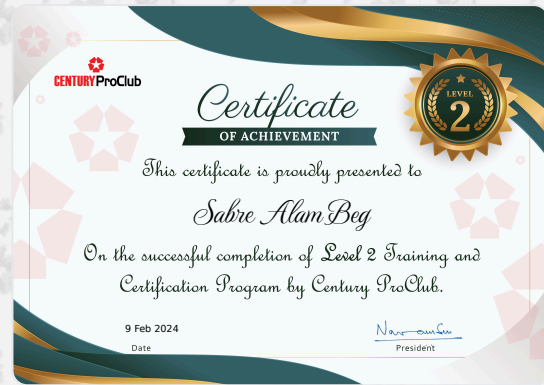 CENTURY ProClub
Certificate
OF ACHIEVEMENT
LEVEL
2
This certificate is proudly presented to
Sabre Alam Beg
On the successful completion of Level 2 Training and
Certification Program by Century ProClub.
9 Feb 2024
Date
President